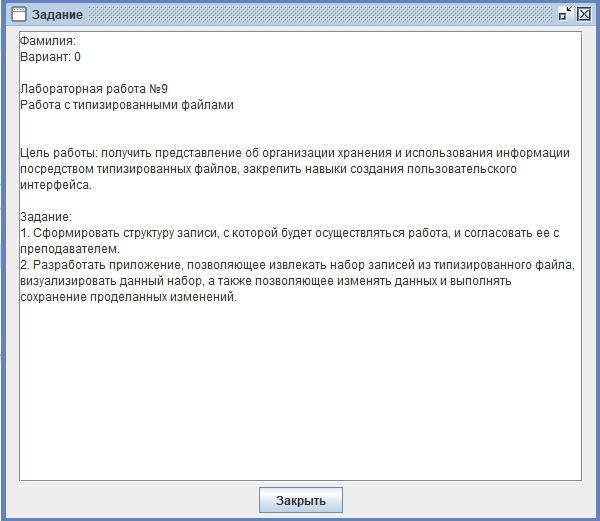 Задание
Фамилия:
Вариант: 0
Лабораторная работа №9
Работа с типизированными файлами
Цель работы: получить представление об организации хранения и использования информации
посредством типизированных файлов, закрепить навыки создания пользовательского
интерфейса.
Задание:
1. Сформировать структуру записи, с которой будет осуществляться работа, и согласовать ее с
преподавателем.
2. Разработать приложение, позволяющее извлекать набор записей из типизированного файла,
визуализировать данный набор, а также позволяющее изменять данных и выполнять
сохранение проделанных изменений.
Закрыть